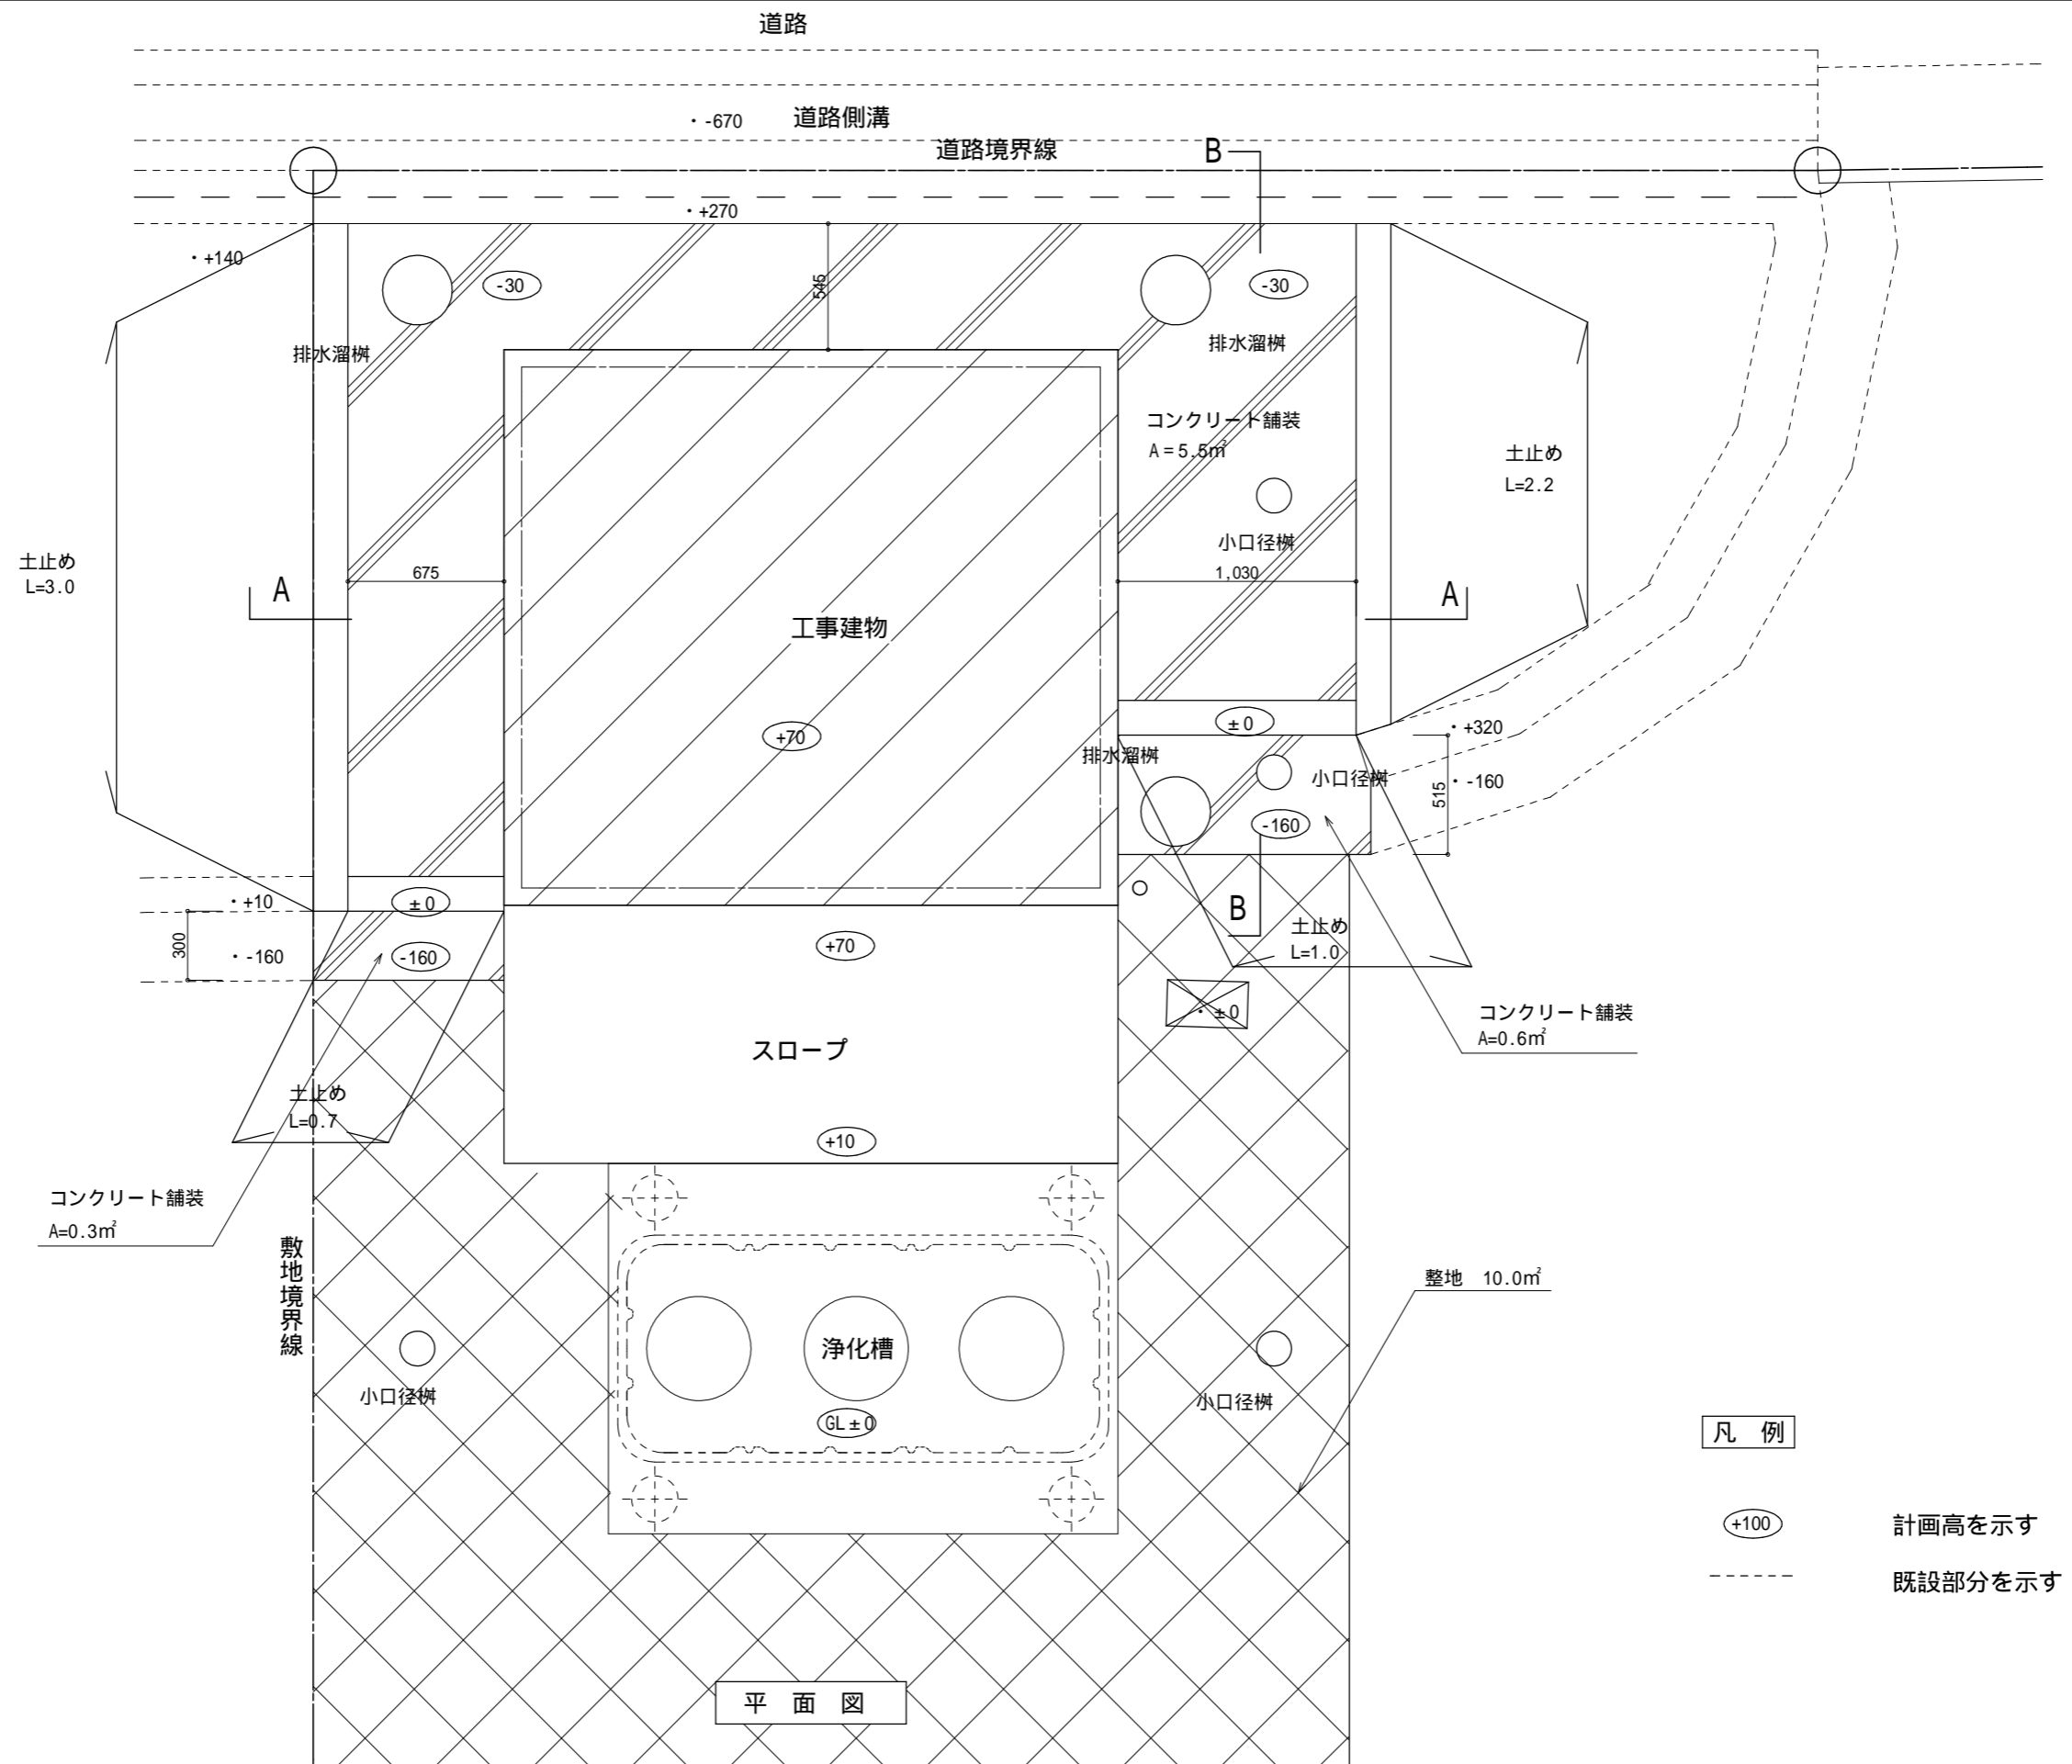 道路
・-670
道路側溝
道路境界線
B
・+270
・+140
-30
545
-30
排水溜桝
排水溜桝
コンクリート舗装
A=5.5㎡
土止め
L=2.2
小口径桝
土止め
L=3.0
675
1,030
A
A
工事建物
+70
±0
・+320
排水溜桝
小口径桝
・-160
515
-160
・+10
±0
B
土止め
L=1.0
300
・-160
-160
+70
・±0
コンクリート舗装
A=0.6㎡
スロープ
土止め
L=0.7
+10
コンクリート舗装
A=0.3㎡
敷地境界線
整地 10.0㎡
浄化槽
小口径桝
小口径桝
GL±0
凡 例
+100
計画高を示す
既設部分を示す
平 面 図